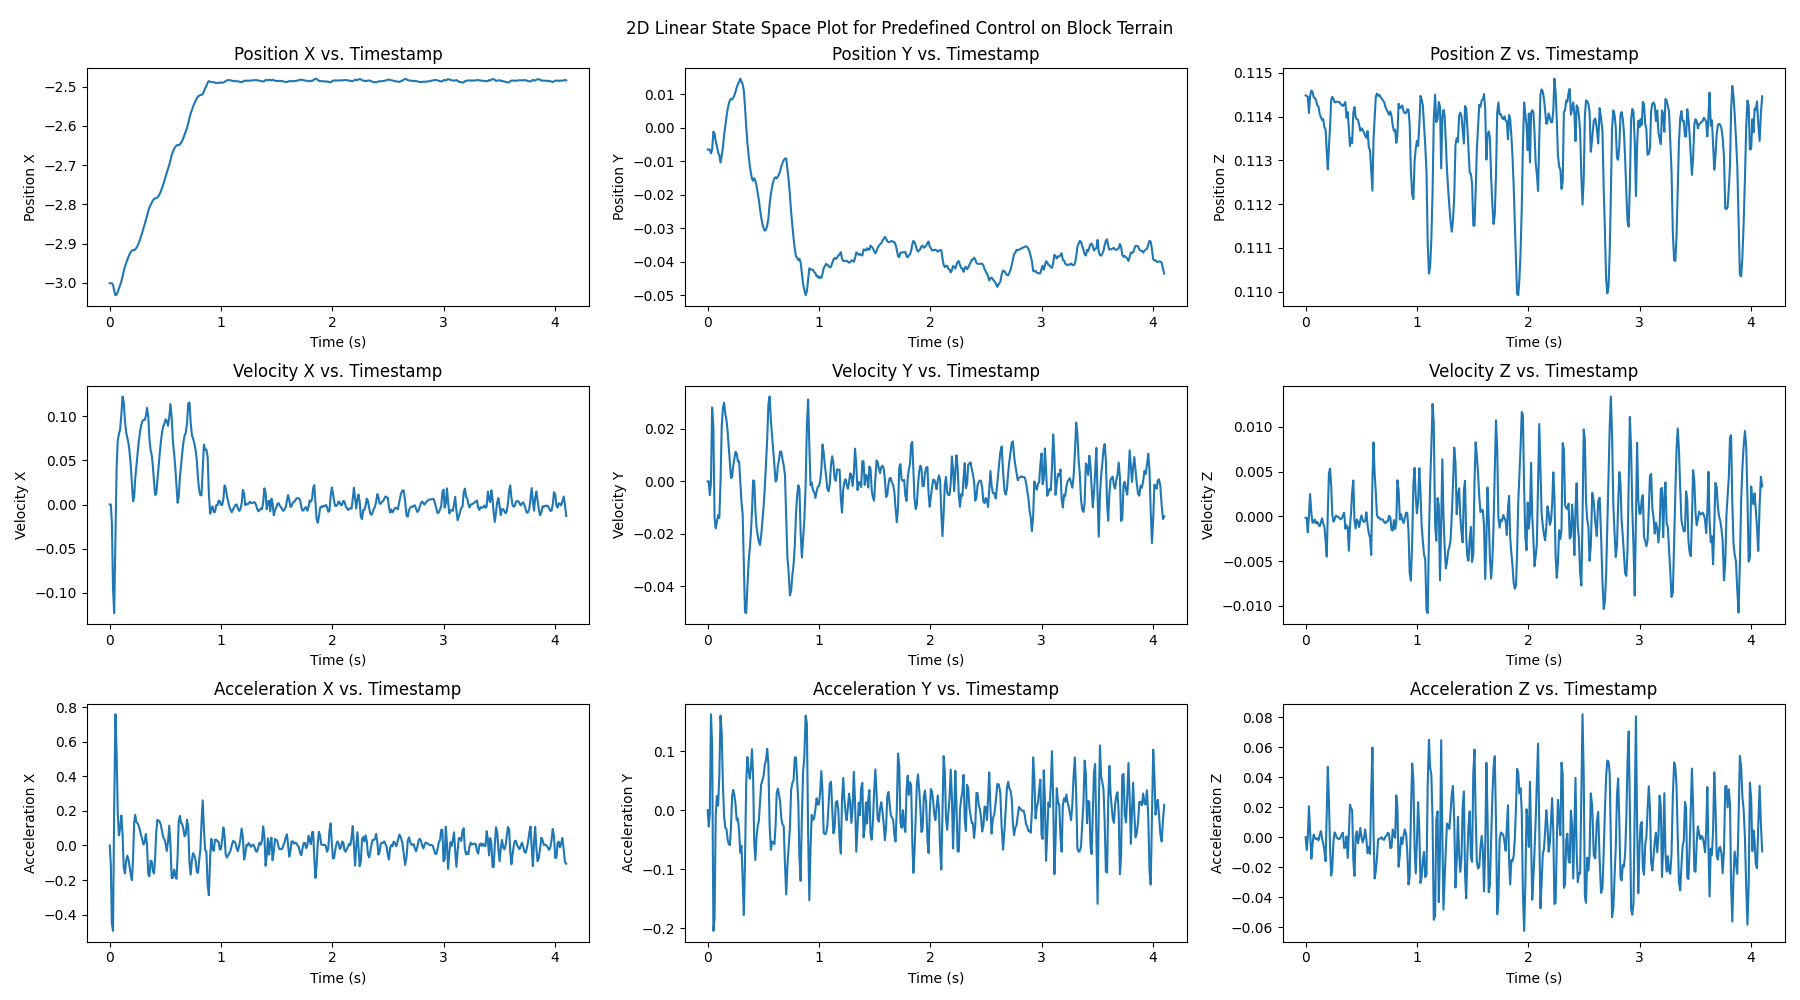 2D Linear State Space Plot for Predefined Control on Block Terrain
Position X vs. Timestamp
Position X
−2.5
−2.6
−2.7
−2.8
−2.9
−3.0
0 1 2 3 4
Time (s)
Position Y vs. Timestamp
Position Y
0.01
0.00
−0.01
−0.02
−0.03
−0.04
−0.05
0 1 2 3 4
Time (s)
Position Z vs. Timestamp
Position Z
0.115
0.114
0.113
0.112
0.111
0.110
0 1 2 3 4
Time (s)
Velocity X vs. Timestamp
Velocity X
0.10
0.05
0.00
−0.05
−0.10
0 1 2 3 4
Time (s)
Velocity Y vs. Timestamp
Velocity Y
0.02
0.00
−0.02
−0.04
0 1 2 3 4
Time (s)
Velocity Z vs. Timestamp
Velocity Z
0.010
0.005
0.000
−0.005
−0.010
0 1 2 3 4
Time (s)
Acceleration X vs. Timestamp
Acceleration X
0.8
0.6
0.4
0.2
0.0
−0.2
−0.4
0 1 2 3 4
Time (s)
Acceleration Y vs. Timestamp
Acceleration Y
0.1
0.0
−0.1
−0.2
0 1 2 3 4
Time (s)
Acceleration Z vs. Timestamp
Acceleration Z
0.08
0.06
0.04
0.02
0.00
−0.02
−0.04
−0.06
0 1 2 3 4
Time (s)